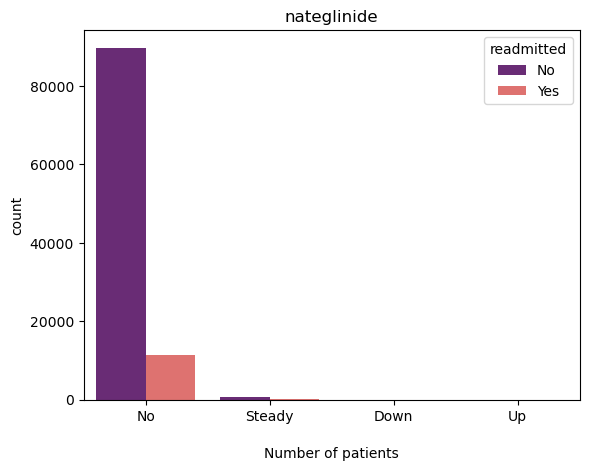 nateglinide
readmitted
No
Yes
80000
60000
40000
20000
0
count
No Steady Down Up
Number of patients